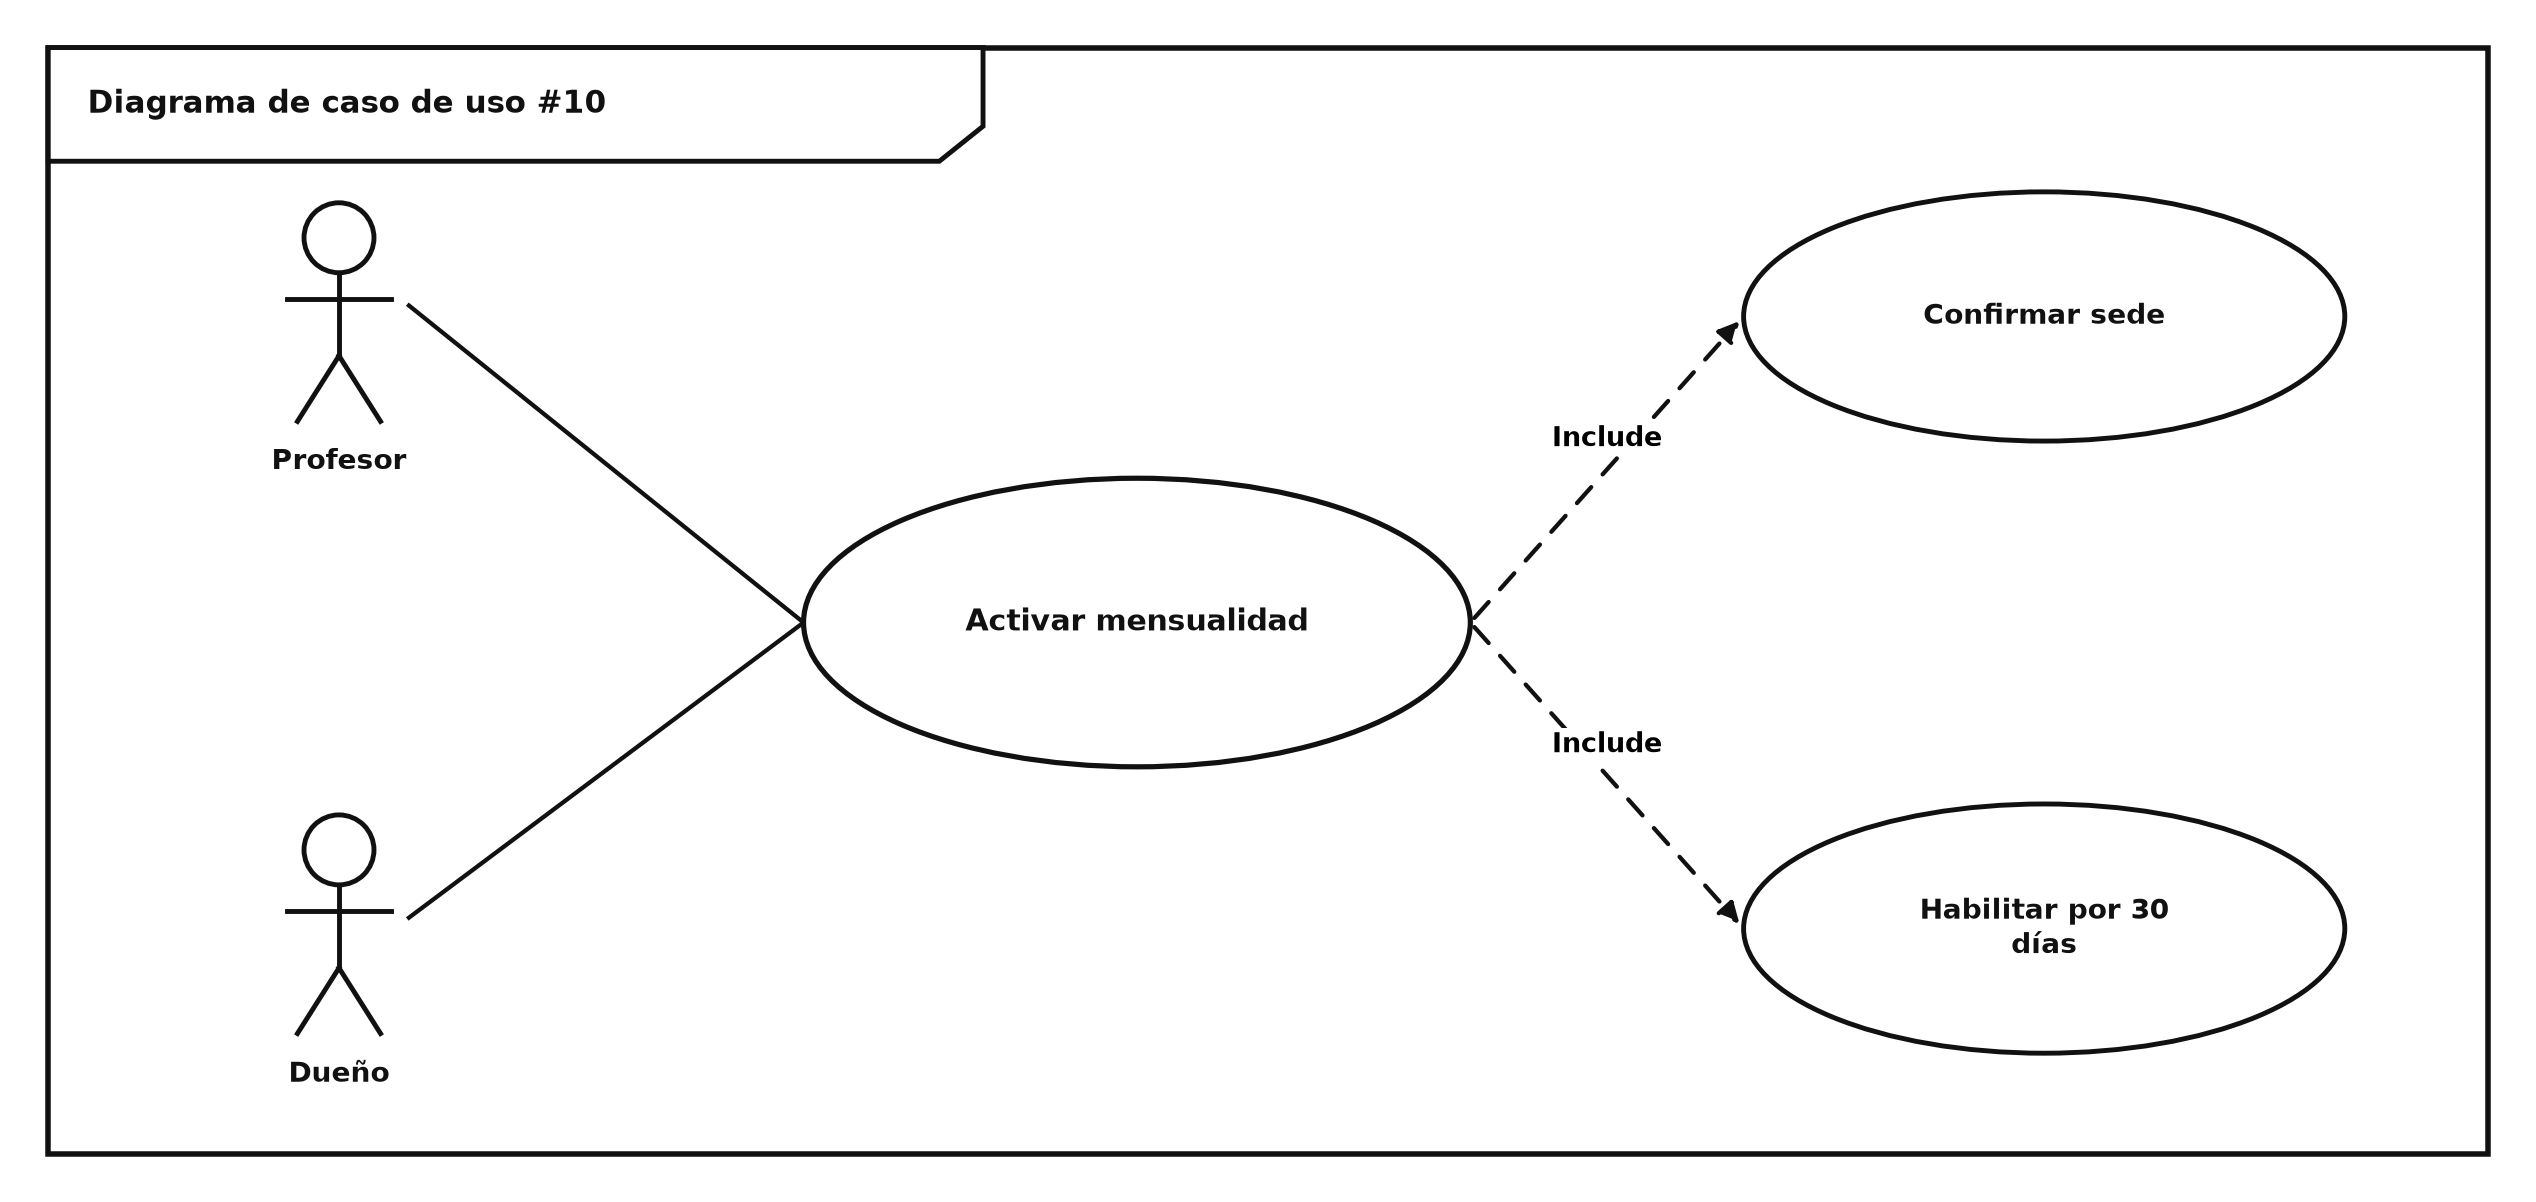 Diagrama de caso de uso #10
Profesor
Confirmar sede
Include
Activar mensualidad
Include
Habilitar por 30
días
Dueño